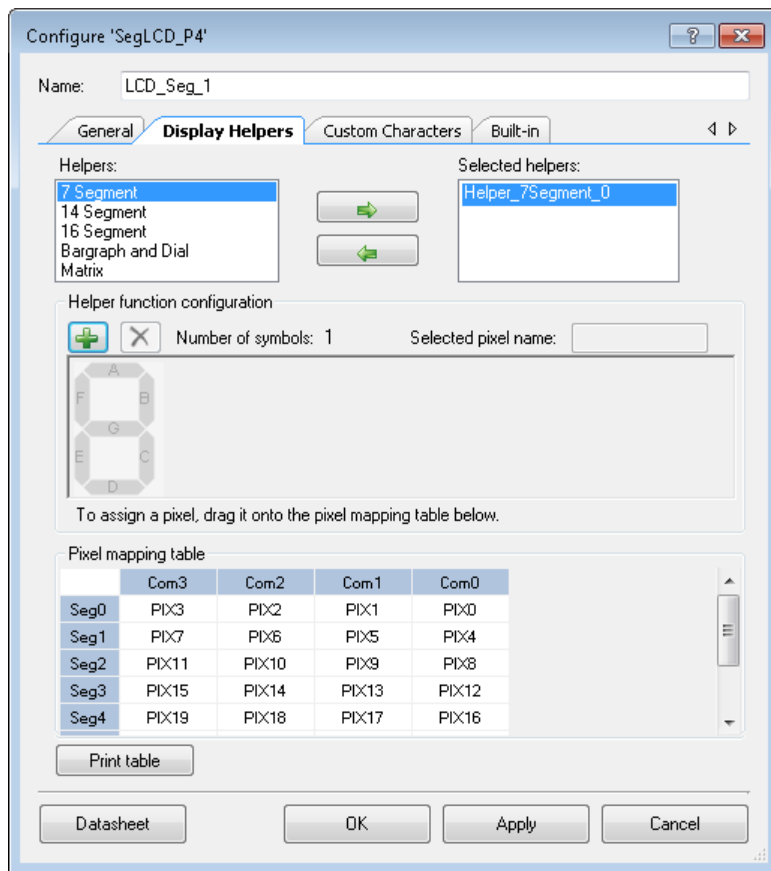 Configure 'SegLCD_P4'
?
Name: LCD_Seg_1
General Display Helpers Custom Characters Built-in
Helpers: Selected helpers:
7 Segment Helper_7Segment_0
14 Segment
16 Segment
Bargraph and Dial
Matrix
Helper function configuration
Number of symbols: 1 Selected pixel name:
A
F B
G
E C
D
To assign a pixel, drag it onto the pixel mapping table below.
Pixel mapping table
Com3 Com2 Com1 Com0
Seg0 PIX3 PIX2 PIX1 PIX0
Seg1 PIX7 PIX6 PIX5 PIX4
Seg2 PIX11 PIX10 PIX9 PIX8
Seg3 PIX15 PIX14 PIX13 PIX12
Seg4 PIX19 PIX18 PIX17 PIX16
Print table
Datasheet OK Apply Cancel